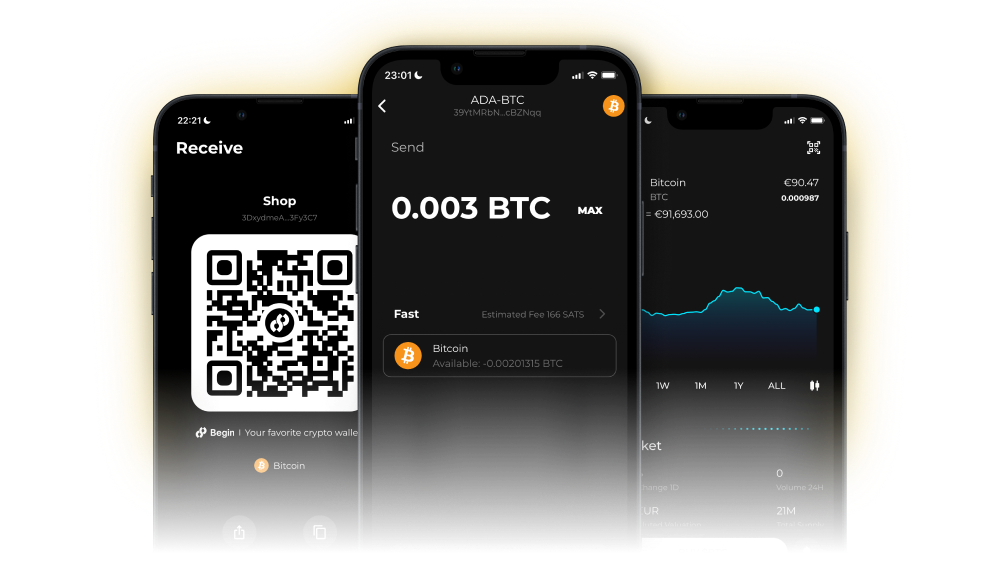 22:21
Receive
Shop
3DxydmeA...3Fy3C7
Begin | Your favorite crypto walle
Bitcoin
23:01
ADA-BTC
39YtMRbN...cBZNqq
Send
0.003 BTC
MAX
Fast
Estimated Fee 166 SATS
Bitcoin
Available: -0.00201315 BTC
Bitcoin
€90.47
BTC
0.000987
= €91,693.00
1W
1M
1Y
ALL
ket
0
hange 1D
Volume 24H
UR
21M